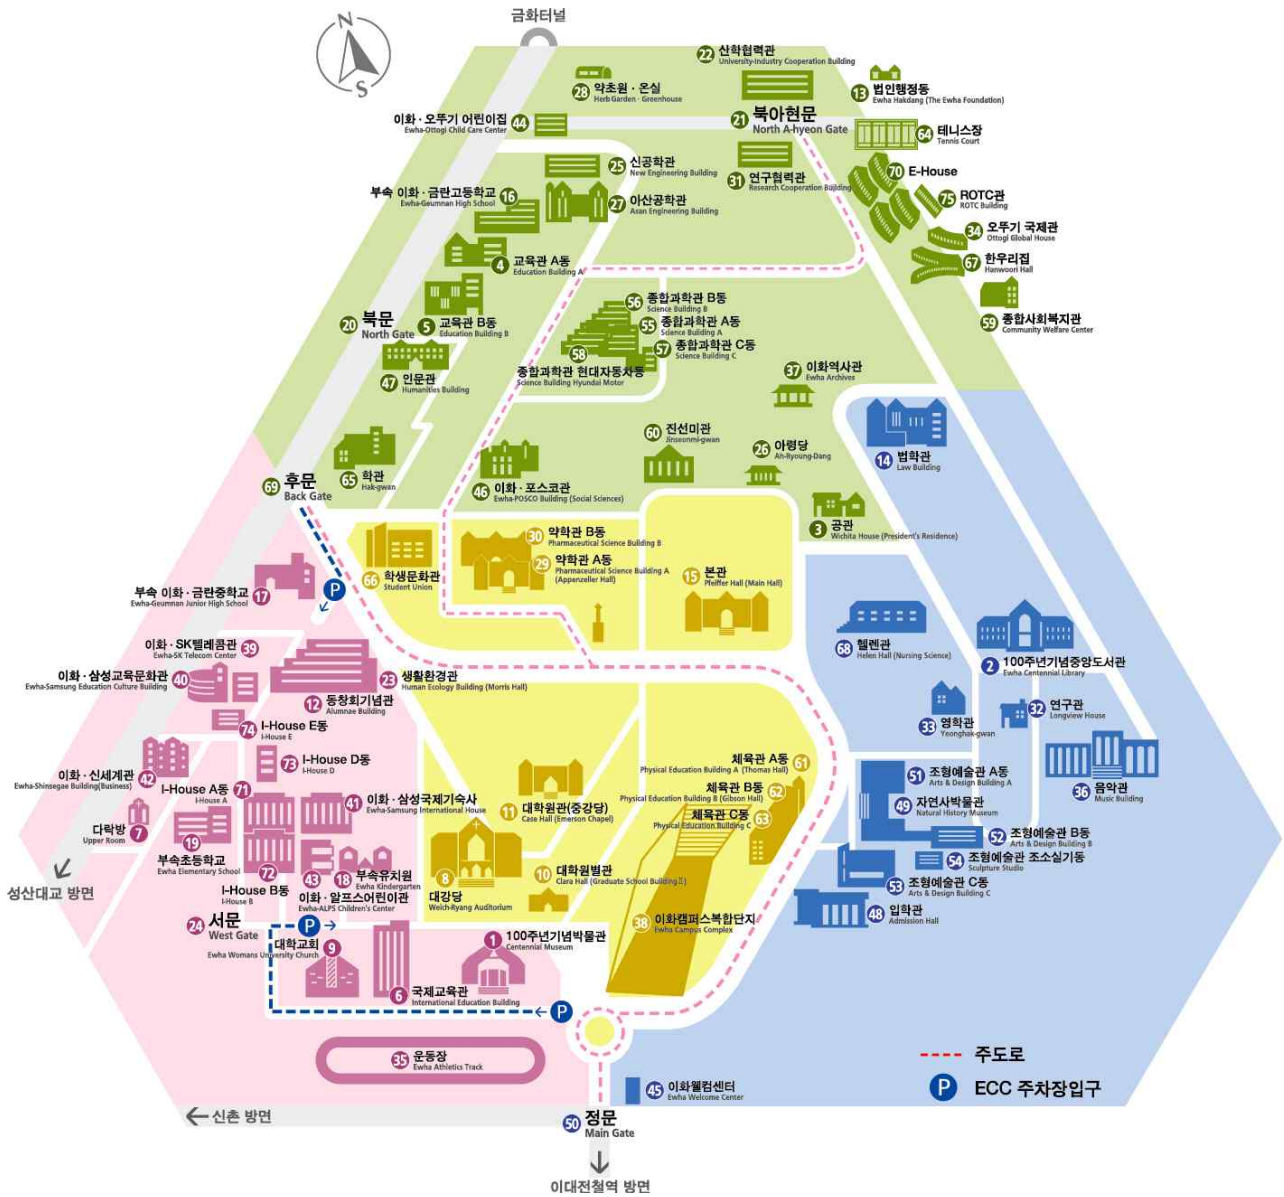 N
S
금화터널
22 산학협력관
University-Industry Cooperation Building
28 약초원 · 온실
Herb Garden · Greenhouse
13 법인행정동
Ewha Hakdang (The Ewha Foundation)
이화 · 오뚜기 어린이집 44
Ewha-Ottogi Child Care Center
21 북아현문
North A-hyeon Gate
64 테니스장
Tennis Court
25 신공학관
New Engineering Building
31 연구협력관
Research Cooperation Building
70 E-House
부속 이화 · 금란고등학교 16
Ewha-Geumnan High School
27 아산공학관
Asan Engineering Building
75 ROTC관
ROTC Building
34 오뚜기 국제관
Ottogi Global House
4 교육관 A동
Education Building A
67 한우리집
Hanwoori Hall
56 종합과학관 B동
Science Building B
20 북문
North Gate
5 교육관 B동
Education Building B
55 종합과학관 A동
Science Building A
59 종합사회복지관
Community Welfare Center
57 종합과학관 C동
Science Building C
58
종합과학관 현대자동차동
Science Building Hyundai Motor
47 인문관
Humanities Building
37 이화역사관
Ewha Archives
60 진선미관
Jinseonmi-gwan
26 아령당
Ah-Ryoung-Dang
14 법학관
Law Building
69 후문
Back Gate
65 학관
Hak-gwan
46 이화 · 포스코관
Ewha-POSCO Building (Social Sciences)
3 공관
Wichita House (President's Residence)
30 약학관 B동
Pharmaceutical Science Building B
29 약학관 A동
Pharmaceutical Science Building A
(Appenzeller Hall)
66 학생문화관
Student Union
15 본관
Pfeiffer Hall (Main Hall)
P
부속 이화 · 금란중학교 17
Ewha-Geumnan Junior High School
이화 · SK텔레콤관 39
Ewha-SK Telecom Center
68 헬렌관
Helen Hall (Nursing Science)
2 100주년기념중앙도서관
Ewha Centennial Library
이화 · 삼성교육문화관 40
Ewha-Samsung Education Culture Building
23 생활환경관
Human Ecology Building (Morris Hall)
12 동창회기념관
Alumnae Building
33 영학관
Yeonghak-gwan
32 연구관
Longview House
74 I-House E동
I-House E
73 I-House D동
I-House D
이화 · 신세계관 42
Ewha-Shinsegae Building(Business)
I-House A동 71
I-House A
41 이화 · 삼성국제기숙사
Ewha-Samsung International House
11 대학원관(중강당)
Case Hall (Emerson Chapel)
체육관 A동 61
Physical Education Building A (Thomas Hall)
체육관 B동 62
Physical Education Building B (Gibson Hall)
체육관 C동 63
Physical Education Building C
51 조형예술관 A동
Arts & Design Building A
36 음악관
Music Building
49 자연사박물관
Natural History Museum
52 조형예술관 B동
Arts & Design Building B
다락방 7
Upper Room
19
부속초등학교
Ewha Elementary School
54 조형예술관 조소실기동
Sculpture Studio
72
I-House B동
I-House B
43
이화 · 알프스어린이관
Ewha-ALPS Children's Center
18 부속유치원
Ewha Kindergarten
8
대강당
Welch-Ryang Auditorium
10 대학원별관
Clara Hall (Graduate School Building Ⅱ)
53 조형예술관 C동
Arts & Design Building C
성산대교 방면
24 서문
West Gate
P
38 이화캠퍼스복합단지
Ewha Campus Complex
48 입학관
Admission Hall
대학교회 9
Ewha Womans University Church
1 100주년기념박물관
Centennial Museum
6 국제교육관
International Education Building
P
35 운동장
Ewha Athletics Track
주도로
P ECC 주차장입구
45 이화웰컴센터
Ewha Welcome Center
신촌 방면
50 정문
Main Gate
이대전철역 방면